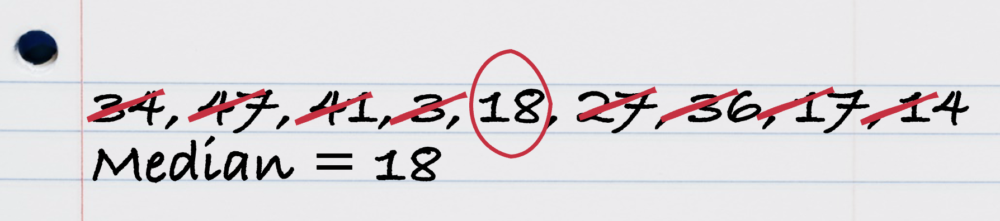 34, 47, 41, 3, 18, 27, 36, 17, 14
Median = 18